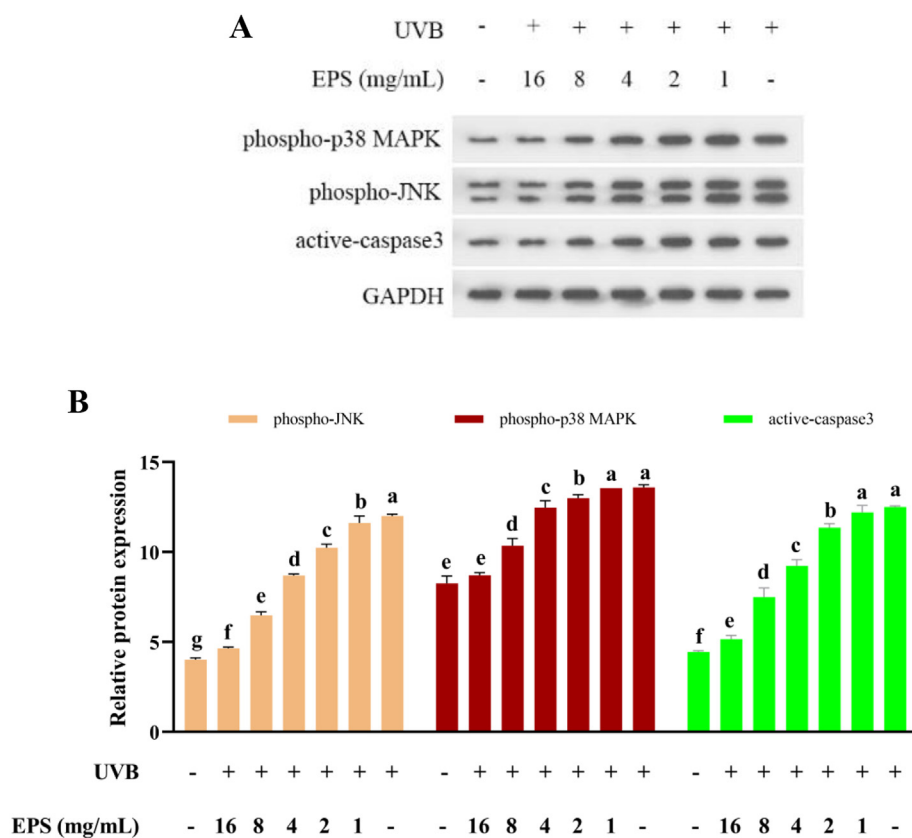 A
UVB - + + + + + +
EPS (mg/mL) - 16 8 4 2 1 -
phospho-p38 MAPK
phospho-JNK
active-caspase3
GAPDH
B
phospho-JNK phospho-p38 MAPK active-caspase3
Relative protein expression
15
10
5
0
g f e d c b a
e e d c b a a
f e d c b a a
UVB - + + + + + + - + + + + + + - + + + + + +
EPS (mg/mL) - 16 8 4 2 1 - - 16 8 4 2 1 - - 16 8 4 2 1 -